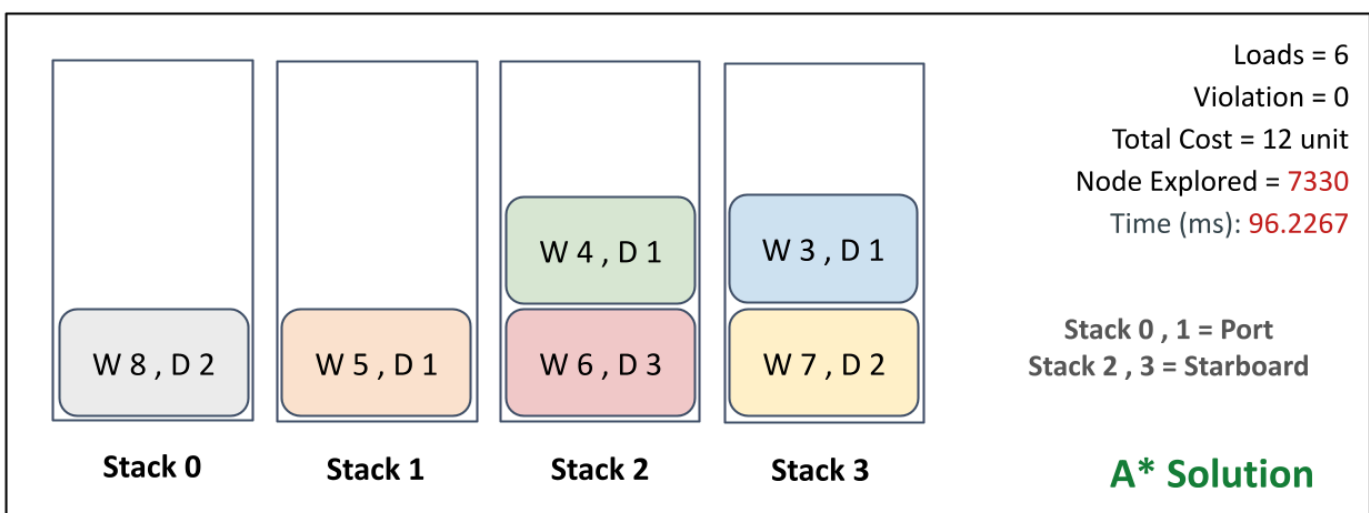 Loads = 6
Violation = 0
Total Cost = 12 unit
Node Explored = 7330
Time (ms): 96.2267
W 4 , D 1
W 3 , D 1
W 8 , D 2
W 5 , D 1
W 6 , D 3
W 7 , D 2
Stack 0 , 1 = Port
Stack 2 , 3 = Starboard
Stack 0
Stack 1
Stack 2
Stack 3
A* Solution